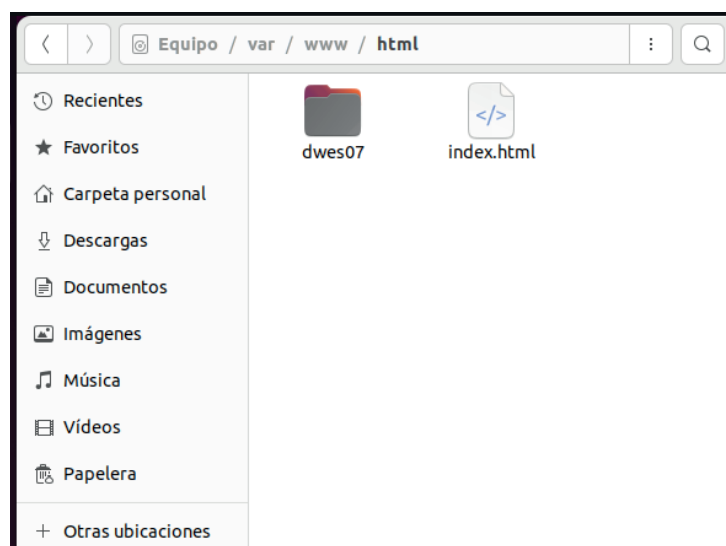 Equipo / var / www / html
Recientes
Favoritos
Carpeta personal
Descargas
Documentos
Imágenes
Música
Vídeos
Papelera
+ Otras ubicaciones
dwes07
</>
index.html